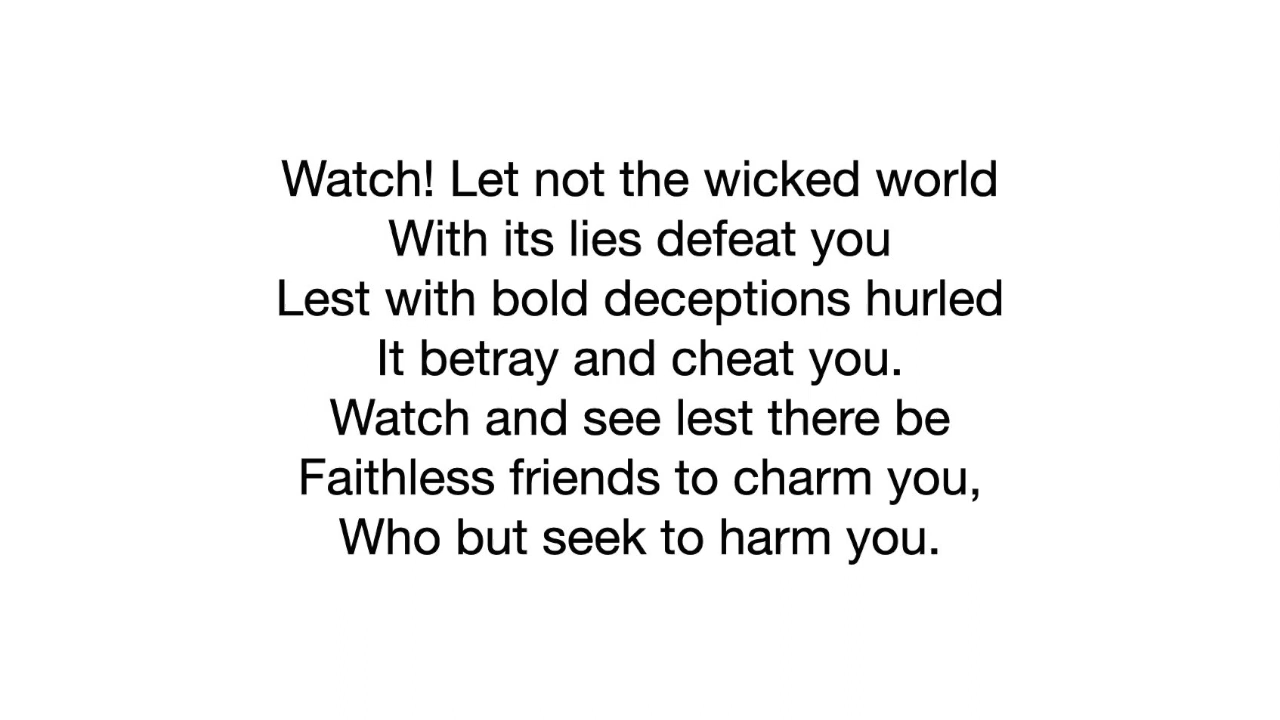 Watch! Let not the wicked world
With its lies defeat you
Lest with bold deceptions hurled
It betray and cheat you.
Watch and see lest there be
Faithless friends to charm you,
Who but seek to harm you.